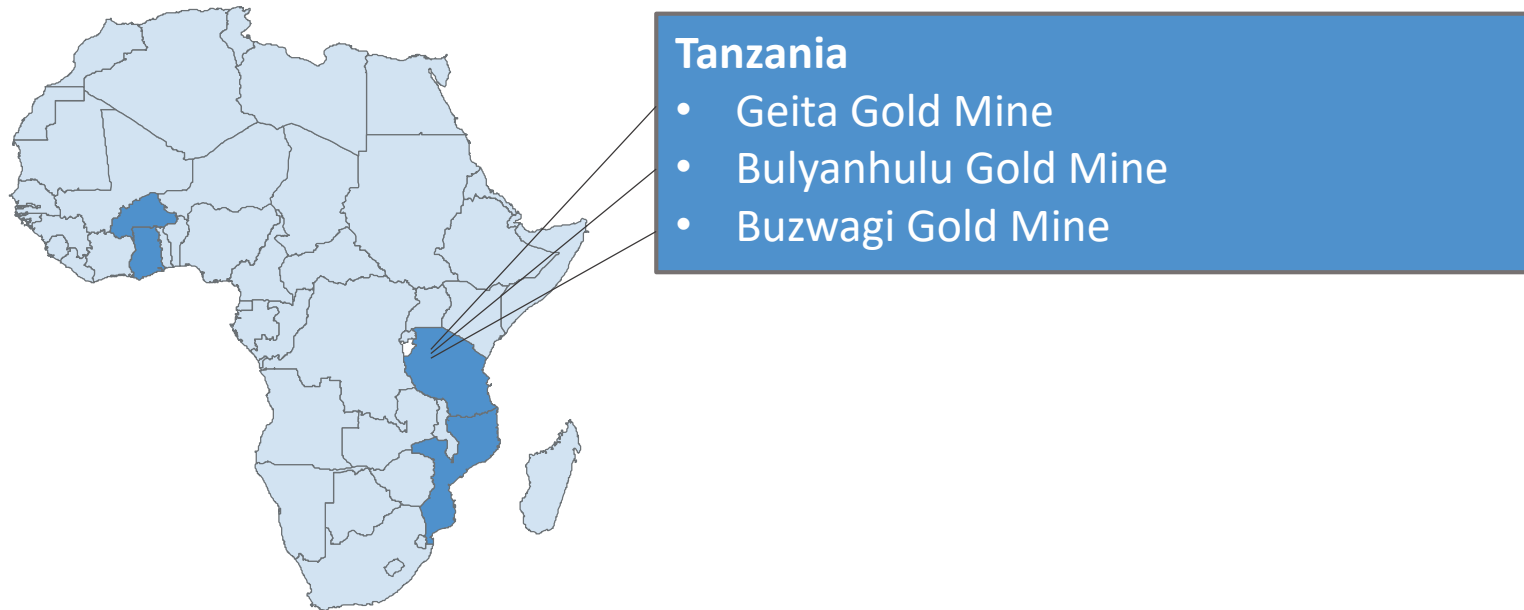 Tanzania
• Geita Gold Mine
• Bulyanhulu Gold Mine
• Buzwagi Gold Mine